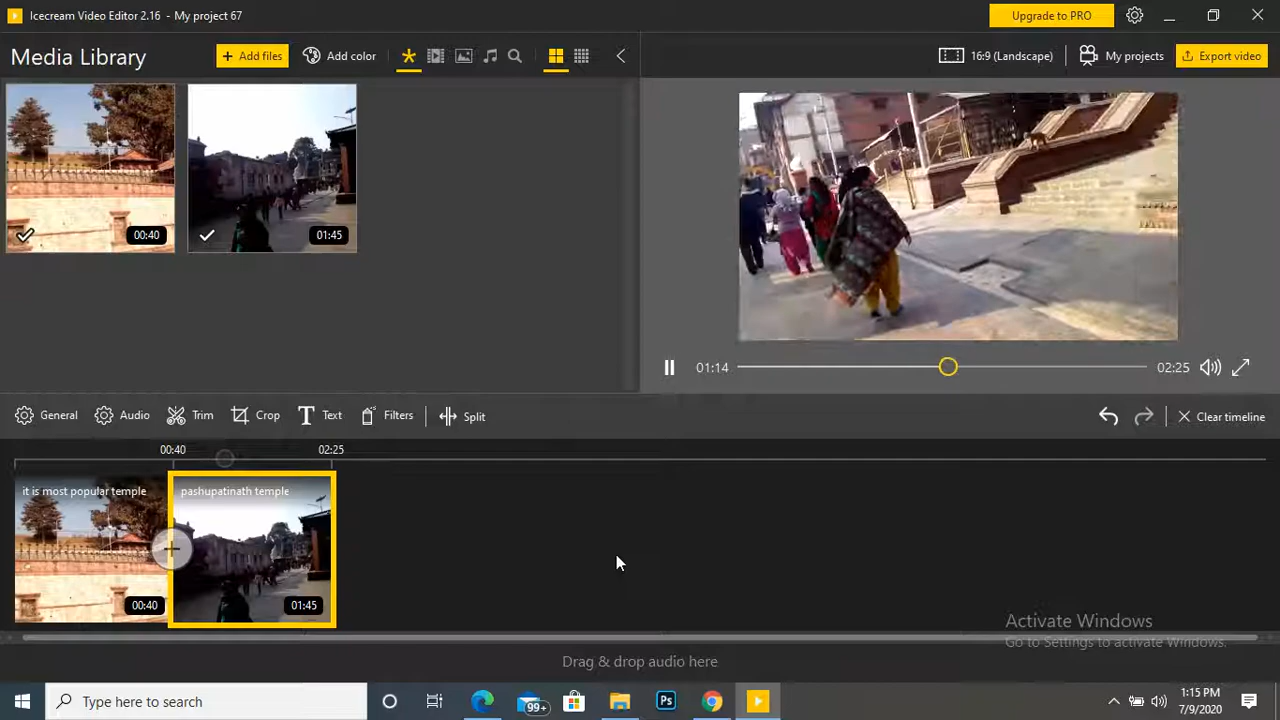 Icecream Video Editor 2.16 - My project 67
Upgrade to PRO
Media Library
Add files
Add color
16:9 (Landscape)
My projects
Export video
00:40
01:45
01:14
02:25
General
Audio
Trim
Crop
Text
Filters
Split
Clear timeline
00:40
02:25
it is most popular temple
pashupatinath temple
00:40
01:45
Activate Windows
Go to Settings to activate Windows.
Drag & drop audio here
Type here to search
99+
Ps
1:15 PM
7/9/2020